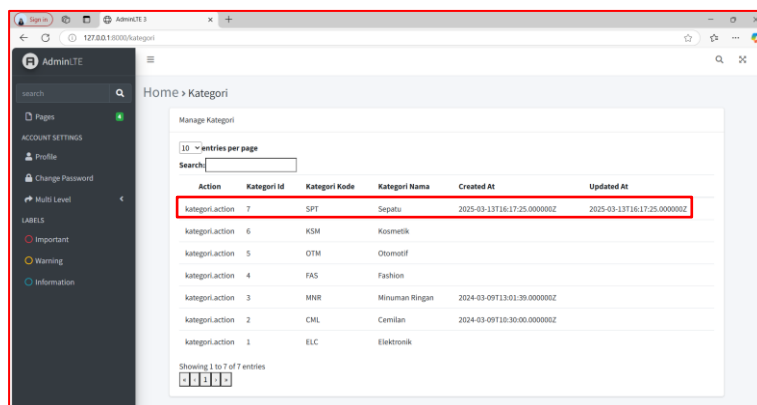 Sign in
AdminLTE 3
127.0.0.1:8000/kategori
AdminLTE
search
Pages 4
ACCOUNT SETTINGS
Profile
Change Password
Multi Level
LABELS
Important
Warning
Information
Home › Kategori
Manage Kategori
10 entries per page
Search:
Action Kategori Id Kategori Kode Kategori Nama Created At Updated At
kategori.action 7 SPT Sepatu 2025-03-13T16:17:25.000000Z 2025-03-13T16:17:25.000000Z
kategori.action 6 KSM Kosmetik
kategori.action 5 OTM Otomotif
kategori.action 4 FAS Fashion
kategori.action 3 MNR Minuman Ringan 2024-03-09T13:01:39.000000Z
kategori.action 2 CML Cemilan 2024-03-09T10:30:00.000000Z
kategori.action 1 ELC Elektronik
Showing 1 to 7 of 7 entries
« ‹ 1 › »